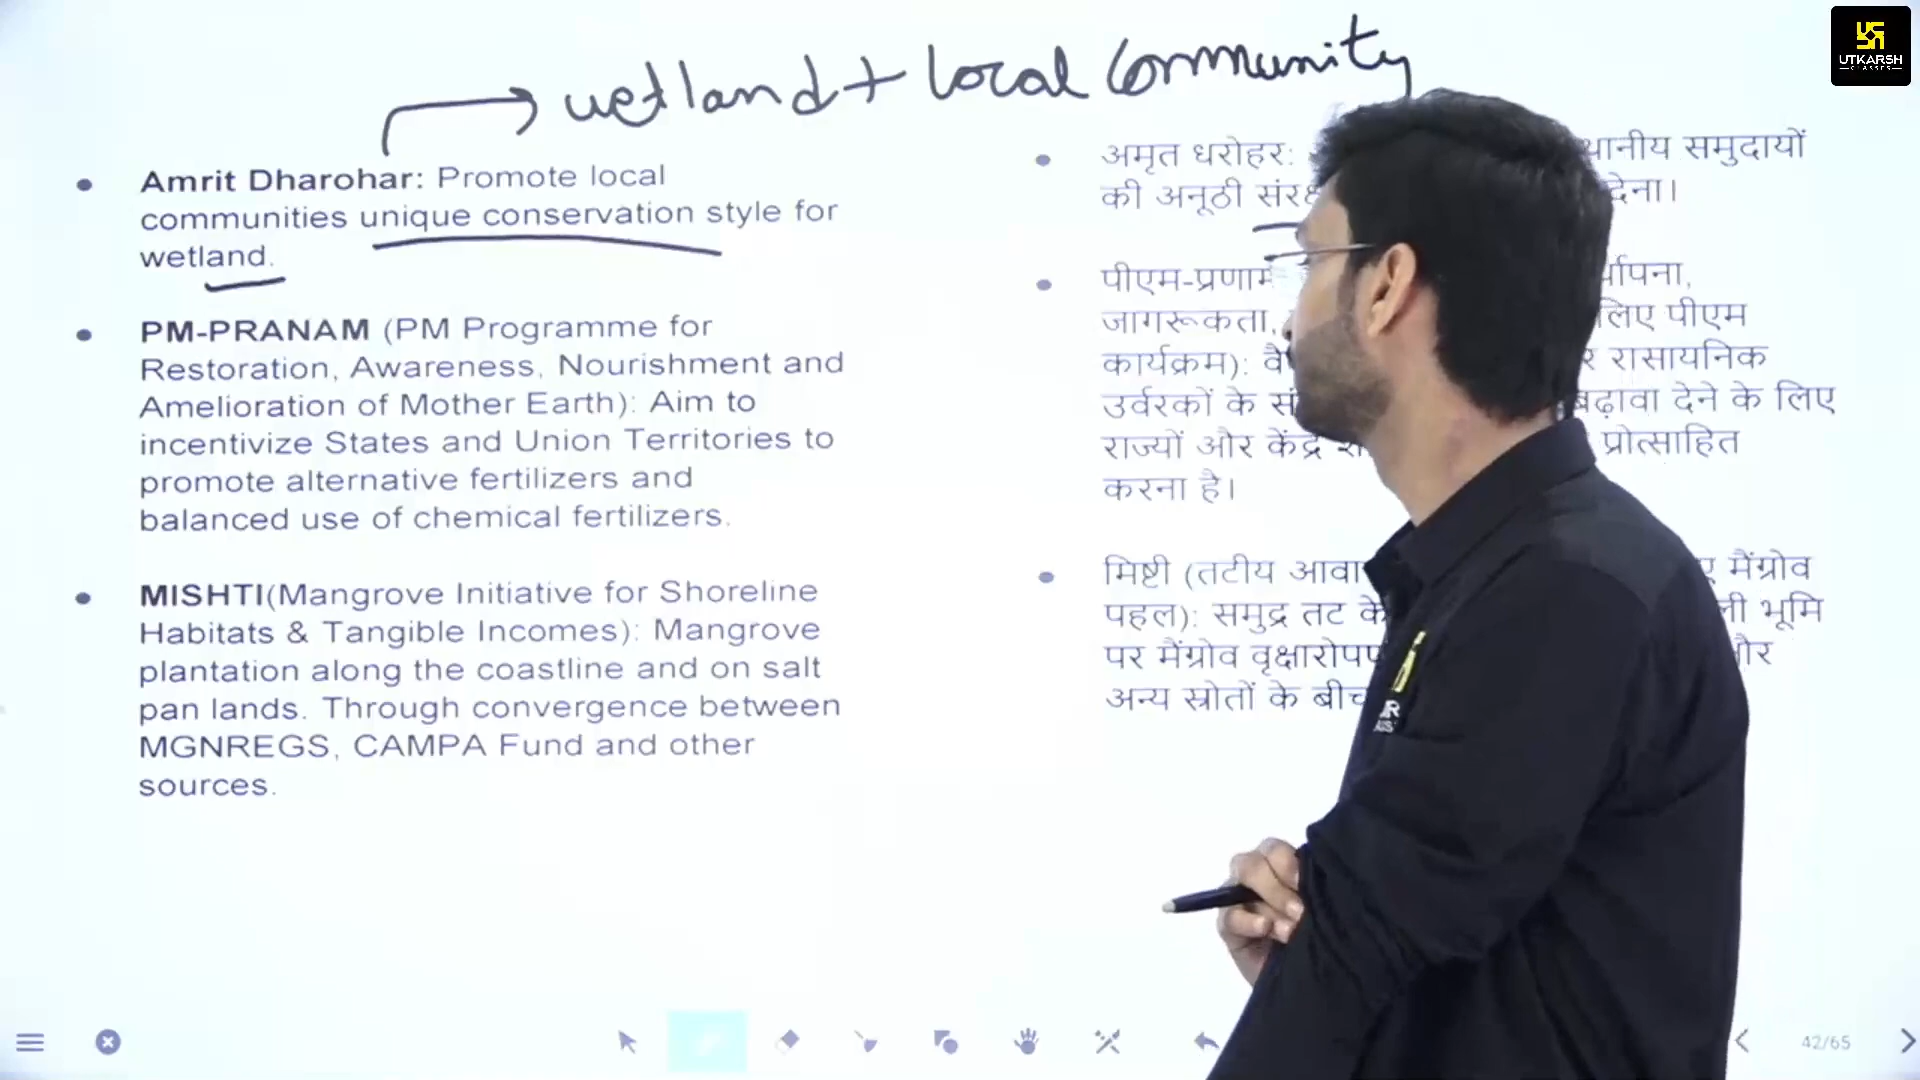 wetland + local community
UTKARSH
CLASSES
Amrit Dharohar: Promote local
communities unique conservation style for
wetland.
PM-PRANAM (PM Programme for
Restoration, Awareness, Nourishment and
Amelioration of Mother Earth): Aim to
incentivize States and Union Territories to
promote alternative fertilizers and
balanced use of chemical fertilizers.
MISHTI(Mangrove Initiative for Shoreline
Habitats & Tangible Incomes): Mangrove
plantation along the coastline and on salt
pan lands. Through convergence between
MGNREGS, CAMPA Fund and other
sources.
अमृत धरोहर: समुदायों
की अनूठी देना।
पीएम-प्रणाम
जागरूकता, लिए पीएम
कार्यक्रम): रासायनिक
उर्वरकों के बढ़ावा देने के लिए
राज्यों और केंद्र प्रोत्साहित
करना है।
मिष्टी (तटीय मैंग्रोव
पहल): समुद्र तट के भूमि
पर मैंग्रोव और
अन्य स्रोतों के बीच
42/65